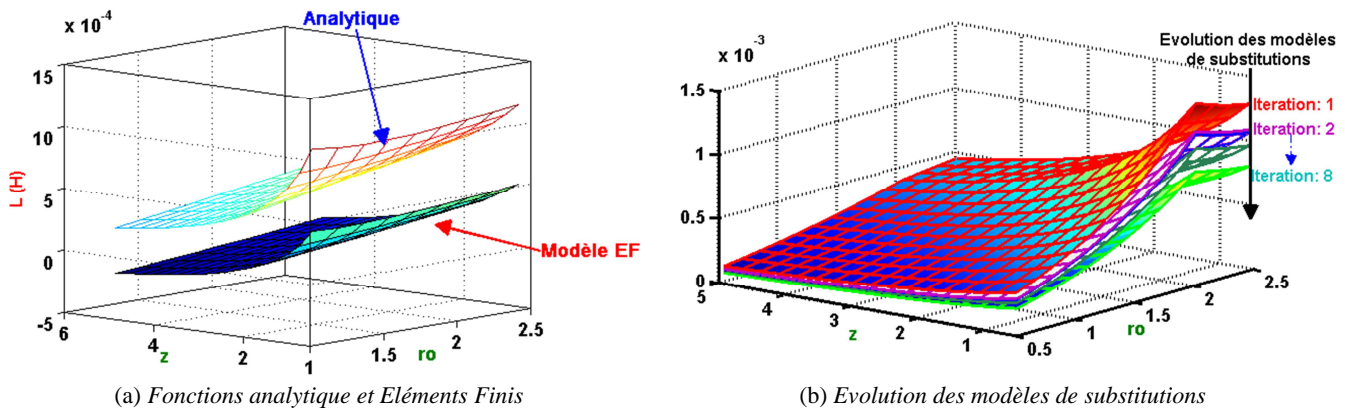 x 10⁻⁴
Analytique
15
10
5
0
-5
L (H)
Modèle EF
6
4
z
2
1
1.5
ro
2
2.5
(a) Fonctions analytique et Eléments Finis
x 10⁻³
Evolution des modèles
de substitutions
1.5
1
0.5
0
Iteration: 1
Iteration: 2
Iteration: 8
5
4
3
z
2
1
0.5
1
1.5
ro
2
2.5
(b) Evolution des modèles de substitutions